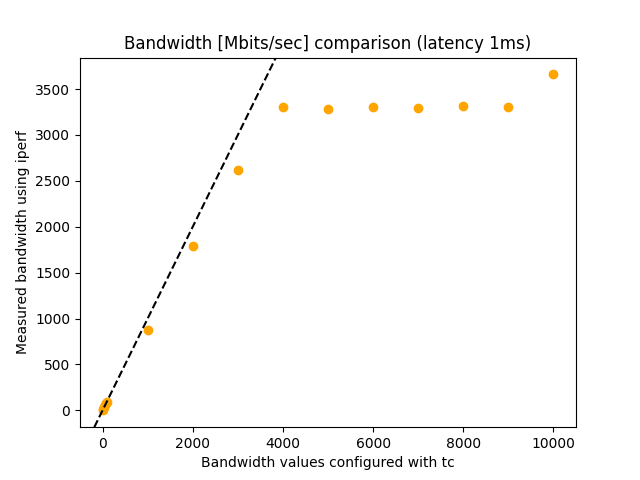 Bandwidth [Mbits/sec] comparison (latency 1ms)
3500
3000
2500
2000
1500
1000
500
0
Measured bandwidth using iperf
0 2000 4000 6000 8000 10000
Bandwidth values configured with tc